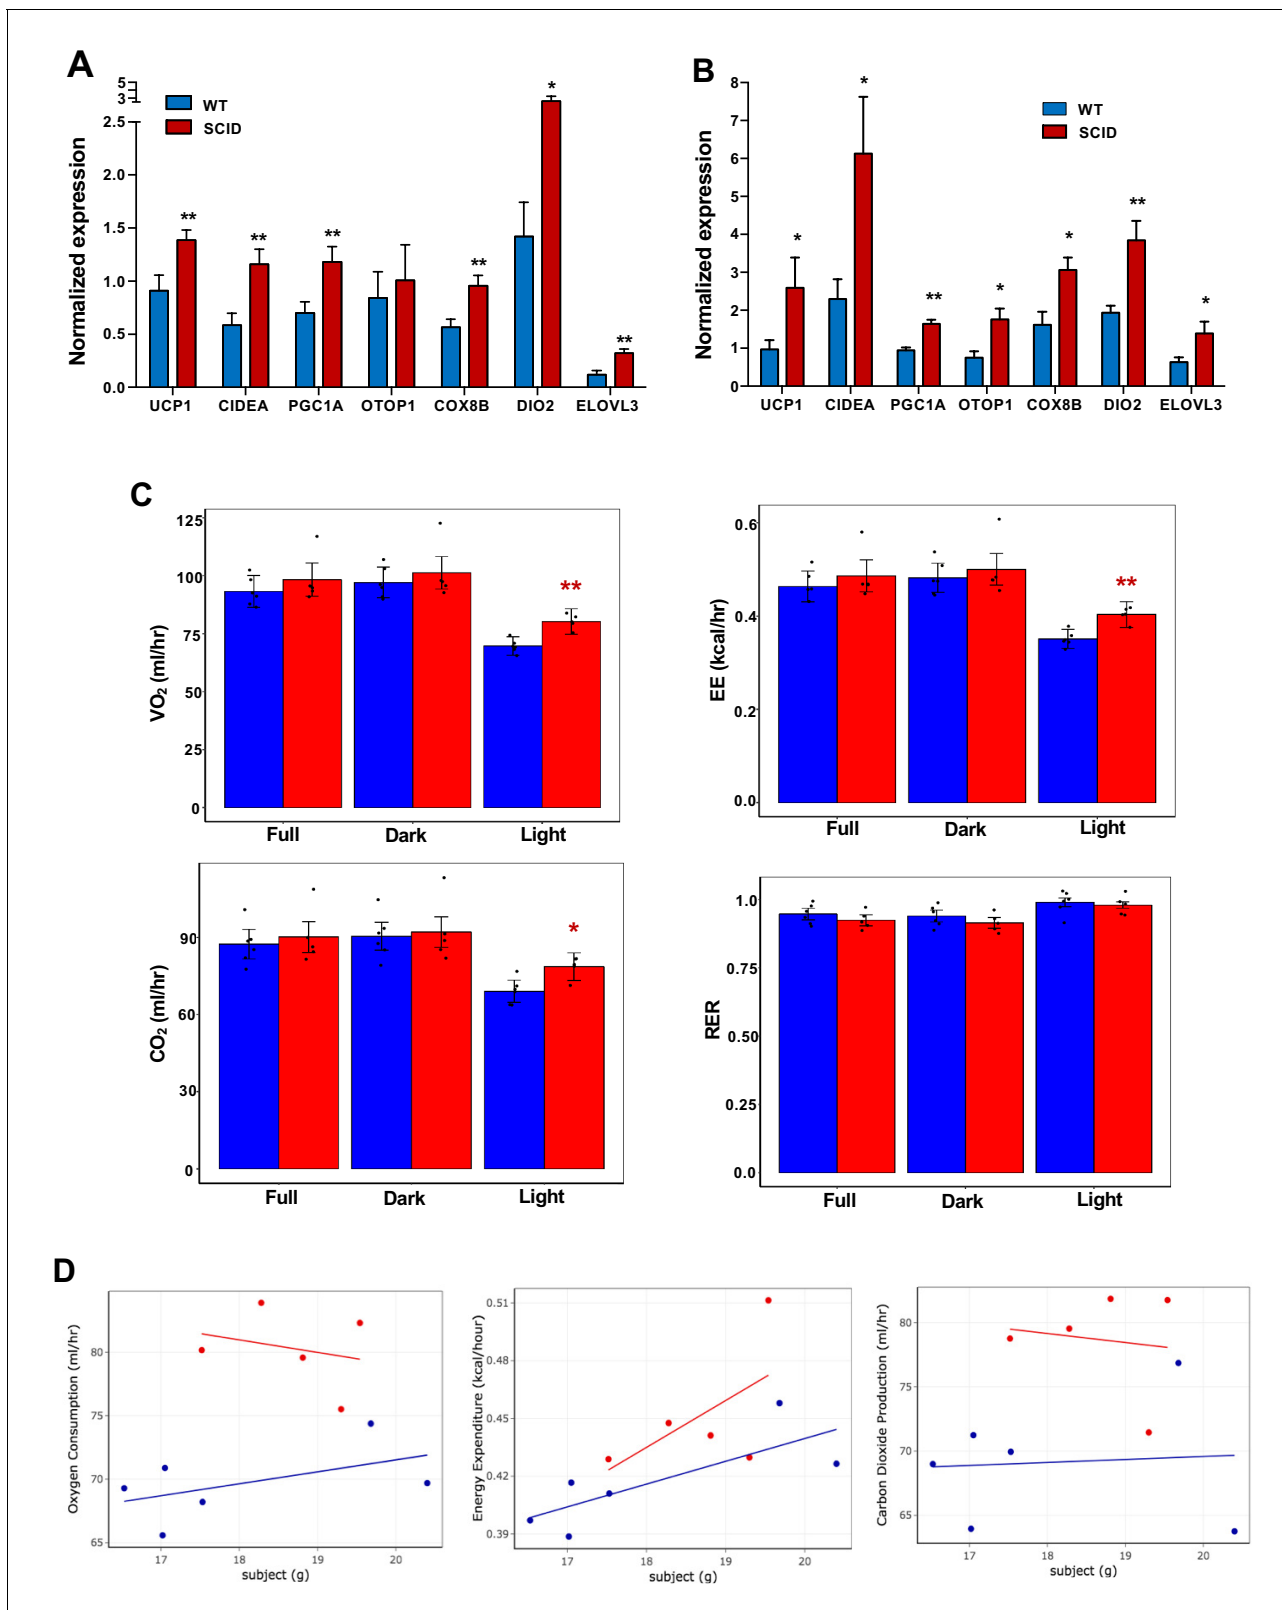 A
5
4
3
2.5
2.0
1.5
1.0
0.5
0.0
Normalized expression
WT
SCID
** ** ** ** * **
UCP1 CIDEA PGC1A OTOP1 COX8B DIO2 ELOVL3
B
8
7
6
5
4
3
2
1
0
Normalized expression
WT
SCID
* * ** * * ** *
UCP1 CIDEA PGC1A OTOP1 COX8B DIO2 ELOVL3
C
125
100
75
50
25
0
VO2 (ml/hr)
**
Full Dark Light
0.6
0.4
0.2
0.0
EE (kcal/hr)
**
Full Dark Light
90
60
30
0
CO2 (ml/hr)
*
Full Dark Light
1.0
0.75
0.50
0.25
0.0
RER
Full Dark Light
D
80
75
70
65
Oxygen Consumption (ml/hr)
17 18 19 20
subject (g)
0.51
0.48
0.45
0.42
0.39
Energy Expenditure (kcal/hour)
17 18 19 20
subject (g)
80
75
70
65
Carbon Dioxide Production (ml/hr)
17 18 19 20
subject (g)